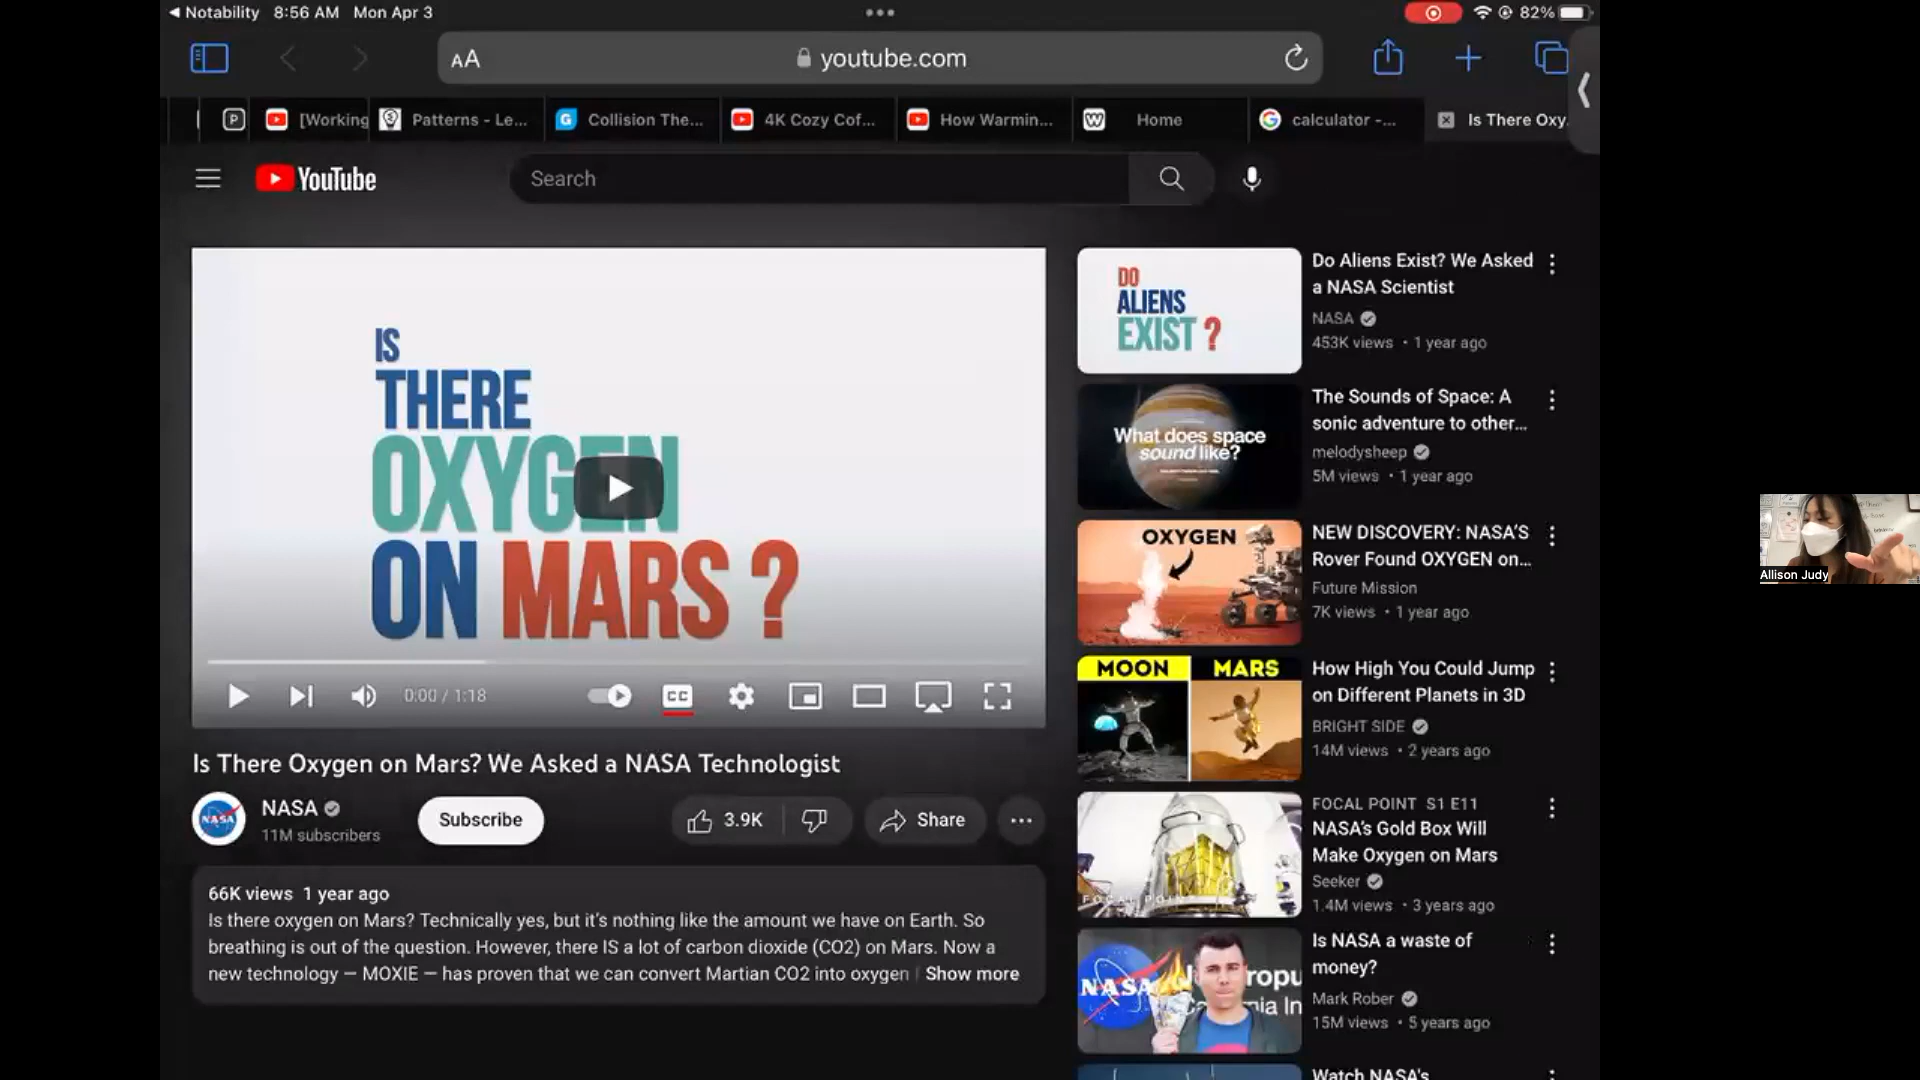 Notability 8:56 AM Mon Apr 3
82%
AA youtube.com
[Working
Patterns - Le...
Collision The...
4K Cozy Cof...
How Warmin...
Home
calculator -...
Is There Oxy
YouTube
Search
IS
THERE
OXYGEN
ON MARS?
0:00 / 1:18
CC
Is There Oxygen on Mars? We Asked a NASA Technologist
NASA
11M subscribers
Subscribe
3.9K
Share
66K views 1 year ago
Is there oxygen on Mars? Technically yes, but it's nothing like the amount we have on Earth. So
breathing is out of the question. However, there IS a lot of carbon dioxide (CO2) on Mars. Now a
new technology — MOXIE — has proven that we can convert Martian CO2 into oxygen Show more
DO
ALIENS
EXIST ?
Do Aliens Exist? We Asked
a NASA Scientist
NASA
453K views • 1 year ago
What does space
sound like?
The Sounds of Space: A
sonic adventure to other...
melodysheep
5M views • 1 year ago
OXYGEN
NEW DISCOVERY: NASA'S
Rover Found OXYGEN on...
Future Mission
7K views • 1 year ago
MOON MARS
How High You Could Jump
on Different Planets in 3D
BRIGHT SIDE
14M views • 2 years ago
FOCAL POINT
FOCAL POINT S1 E11
NASA's Gold Box Will
Make Oxygen on Mars
Seeker
1.4M views • 3 years ago
NASA
Is NASA a waste of
money?
Mark Rober
15M views • 5 years ago
Watch NASA's
Allison Judy